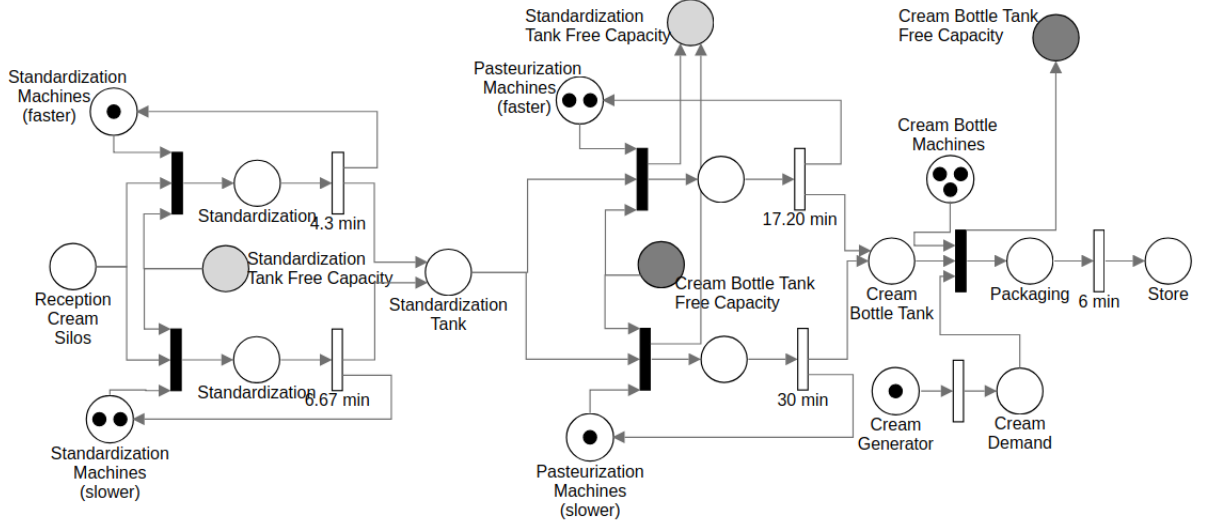 Standardization
Machines
(faster)
Standardization
4.3 min
Reception
Cream
Silos
Standardization
Tank Free Capacity
Standardization
6.67 min
Standardization
Machines
(slower)
Standardization
Tank
Standardization
Tank Free Capacity
Pasteurization
Machines
(faster)
17.20 min
Cream Bottle Tank
Free Capacity
30 min
Pasteurization
Machines
(slower)
Cream Bottle Tank
Free Capacity
Cream Bottle
Machines
Cream
Bottle Tank
Packaging
6 min
Store
Cream
Generator
Cream
Demand